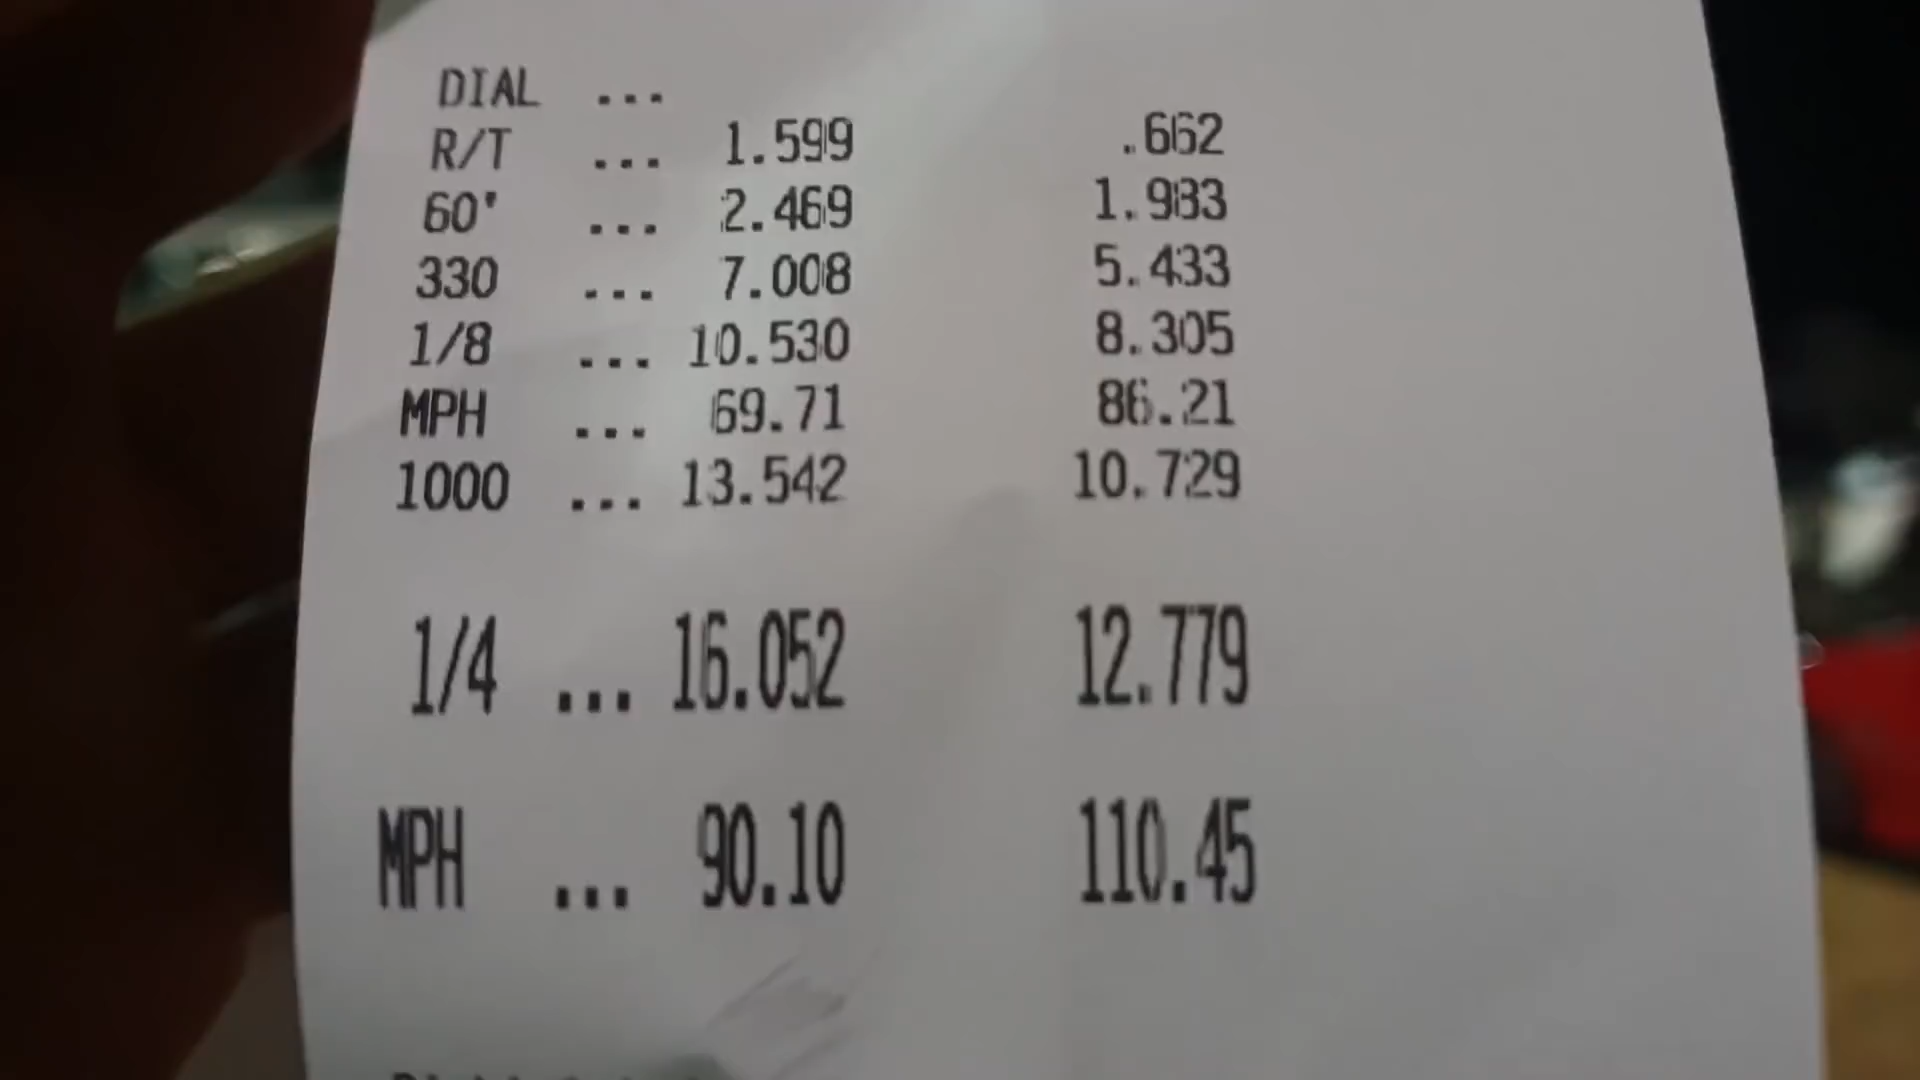 DIAL ...
R/T ... 1.599 .662
60' ... 2.469 1.983
330 ... 7.008 5.433
1/8 ... 10.530 8.305
MPH ... 69.71 86.21
1000 ... 13.542 10.729
1/4 ... 16.052 12.779
MPH ... 90.10 110.45